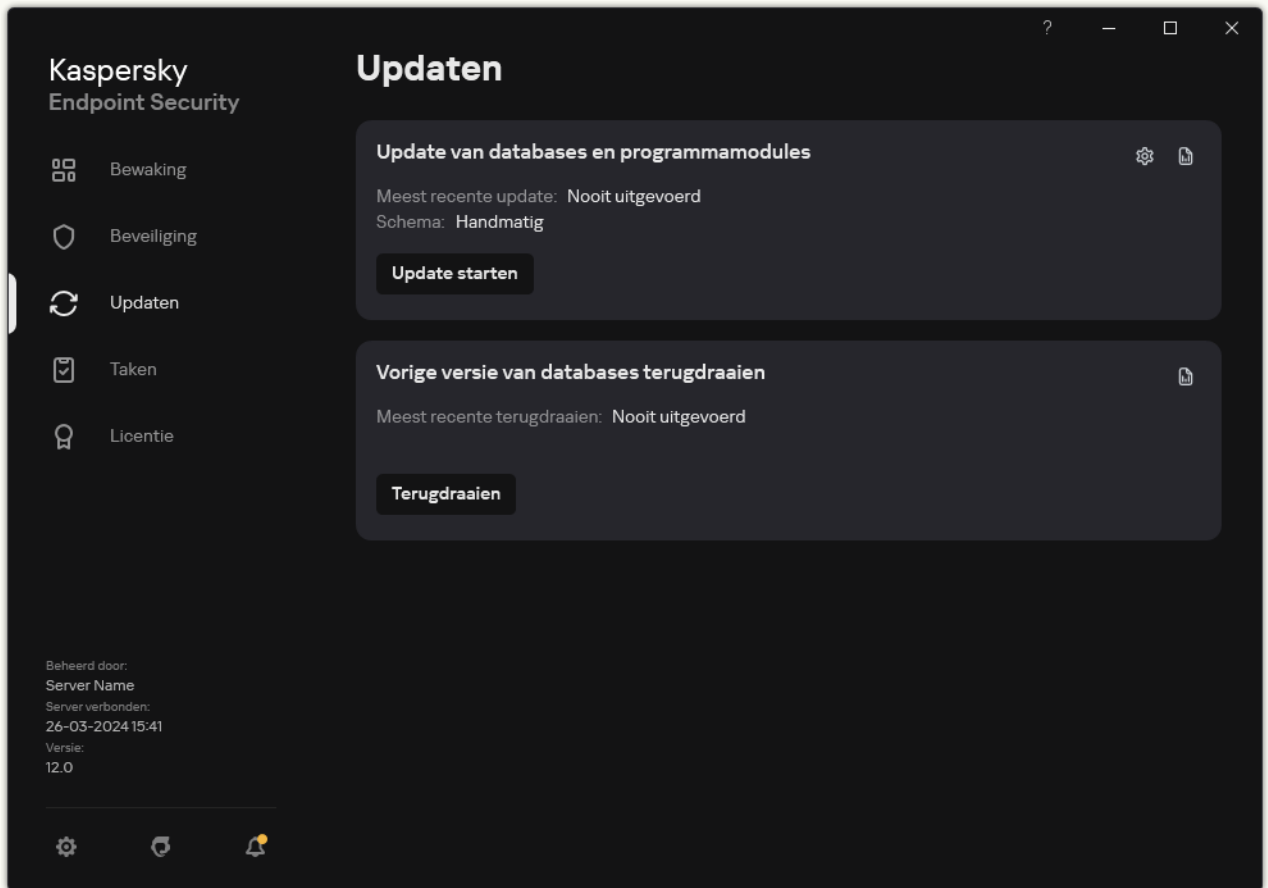 Kaspersky
Endpoint Security
Bewaking
Beveiliging
Updaten
Taken
Licentie
Beheerd door:
Server Name
Server verbonden:
26-03-2024 15:41
Versie:
12.0
?
Updaten
Update van databases en programmamodules
Meest recente update: Nooit uitgevoerd
Schema: Handmatig
Update starten
Vorige versie van databases terugdraaien
Meest recente terugdraaien: Nooit uitgevoerd
Terugdraaien